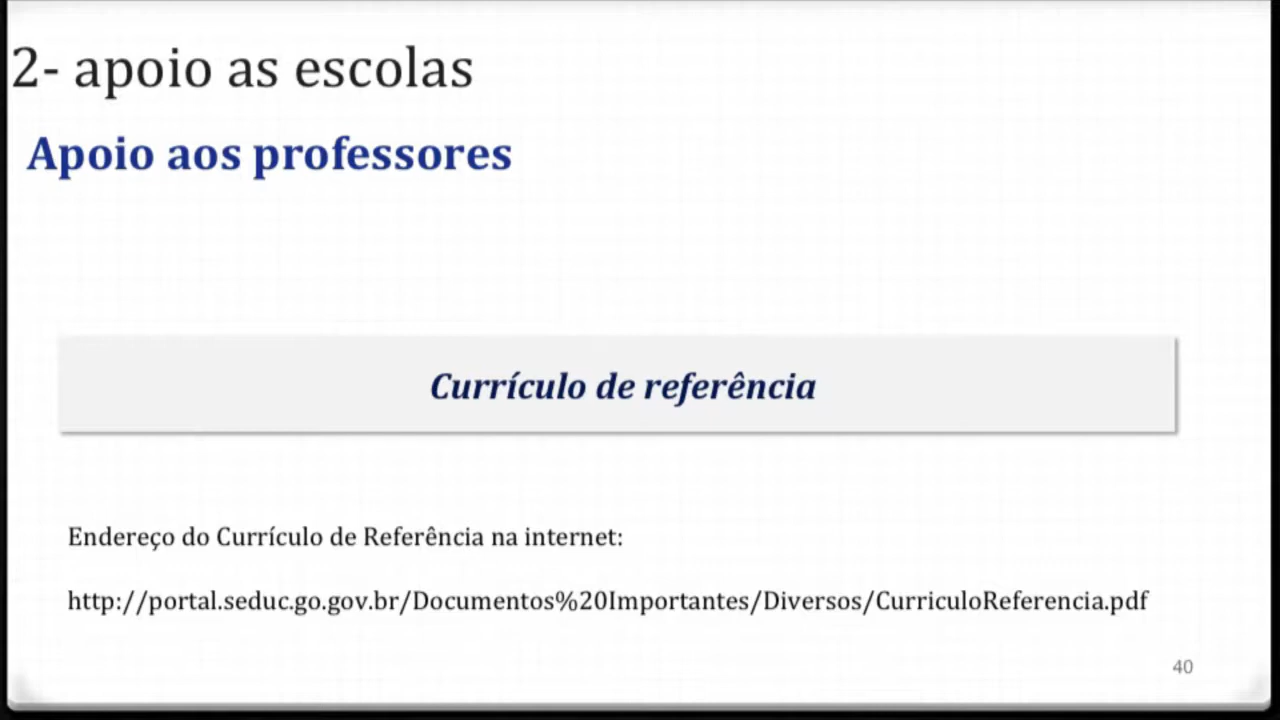 2- apoio as escolas
Apoio aos professores
Currículo de referência
Endereço do Currículo de Referência na internet:
http://portal.seduc.go.gov.br/Documentos%20Importantes/Diversos/CurriculoReferencia.pdf
40